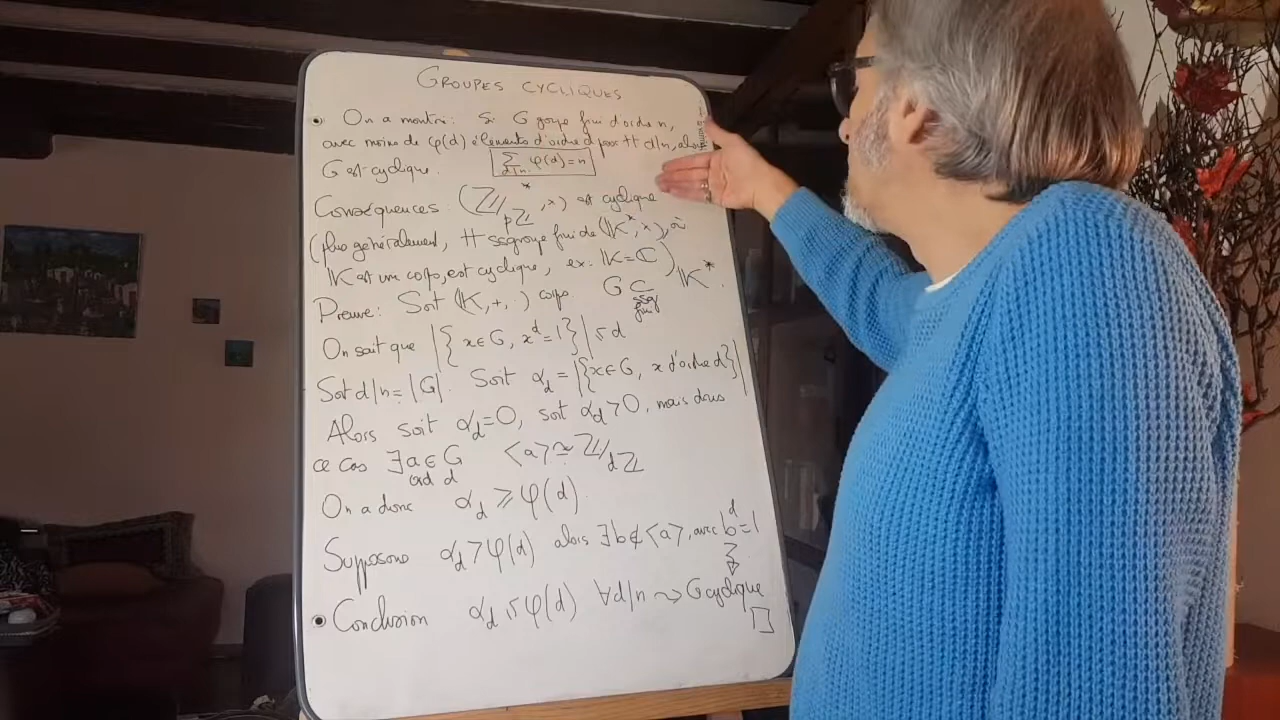 GROUPES CYCLIQUES
On a montré : Si G groupe fini d'ordre n,
avec moins de φ(d) éléments d'ordre d pour tt d|n, alors
G est cyclique. ∑_{d|n} φ(d) = n
Conséquences : (ℤ/pℤ*, ×) est cyclique
(plus généralement, tt ssgroupe fini de (𝕂*, ×), où
𝕂 est un corps, est cyclique, ex : 𝕂 = ℂ)
Preuve : Soit (𝕂, +, ·) corps. G ⊂ 𝕂*.
ssgr fini
On sait que |{x ∈ G, x^d = 1}| ≤ d
Soit d|n = |G|. Soit α_d = |{x ∈ G, x d'ordre d}|
Alors soit α_d = 0, soit α_d > 0, mais dans
ce cas ∃ a ∈ G <a> ≃ ℤ/dℤ
ord d
On a donc α_d ≥ φ(d).
Supposons α_d > φ(d) alors ∃ b ∉ <a>, avec b^d = 1
Conclusion α_d ≤ φ(d) ∀ d|n ⇝ G cyclique
□